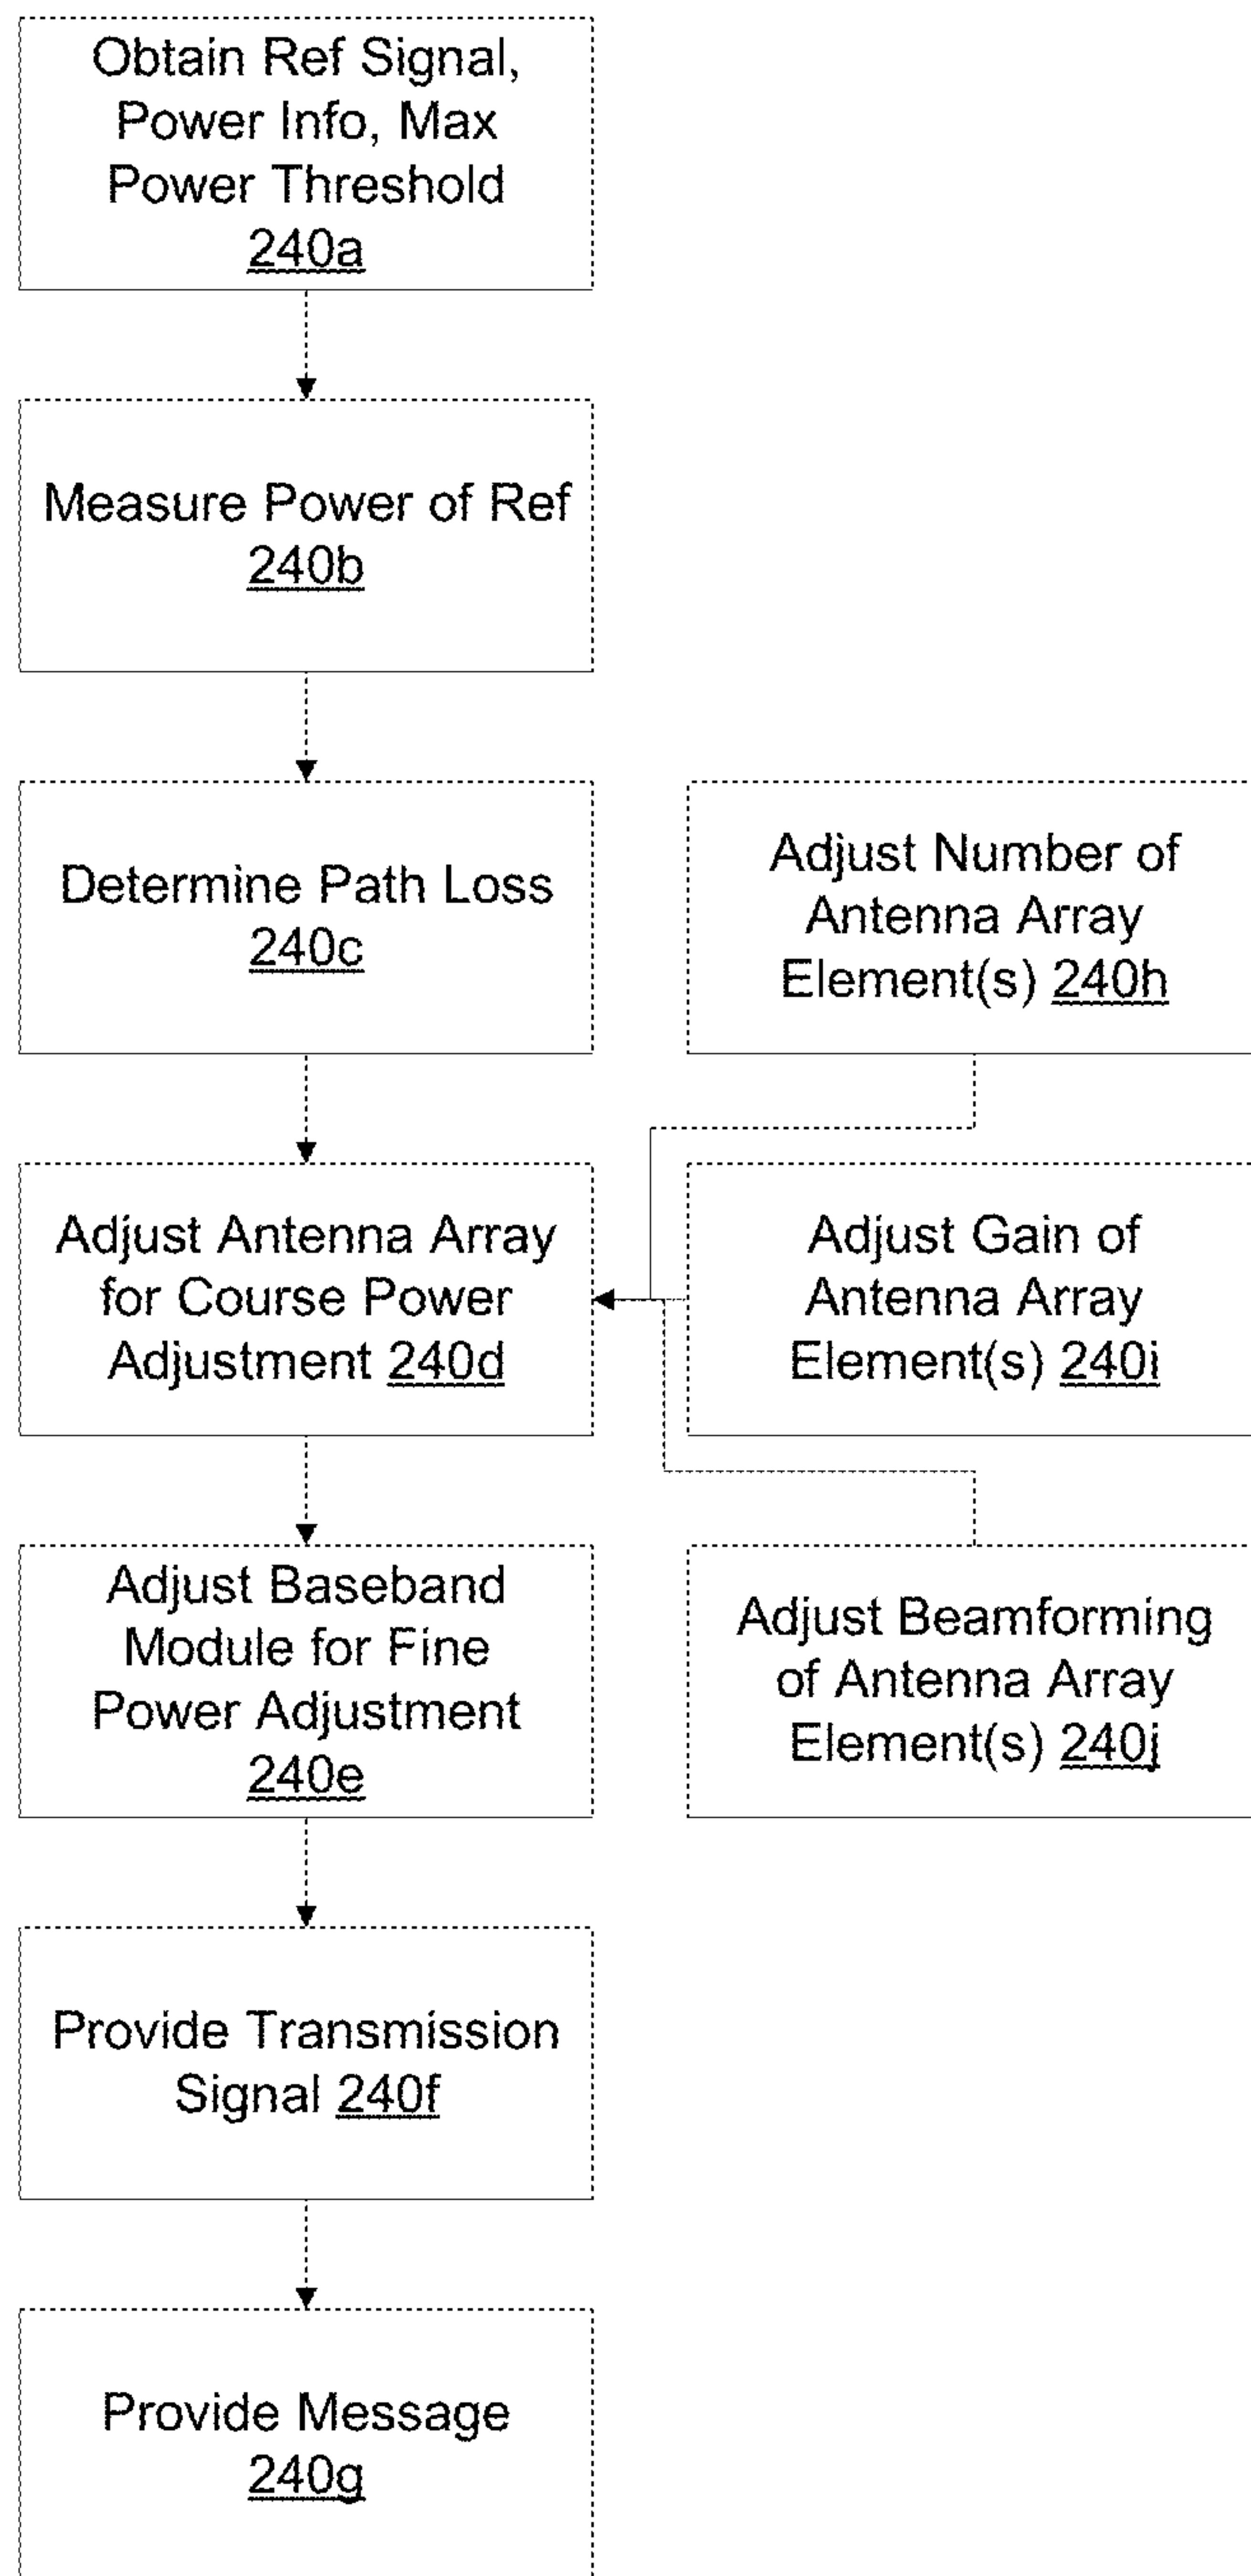 Obtain Ref Signal,
Power Info, Max
Power Threshold
240a
Measure Power of Ref
240b
Determine Path Loss
240c
Adjust Number of
Antenna Array
Element(s) 240h
Adjust Antenna Array
for Course Power
Adjustment 240d
Adjust Gain of
Antenna Array
Element(s) 240i
Adjust Baseband
Module for Fine
Power Adjustment
240e
Adjust Beamforming
of Antenna Array
Element(s) 240j
Provide Transmission
Signal 240f
Provide Message
240g